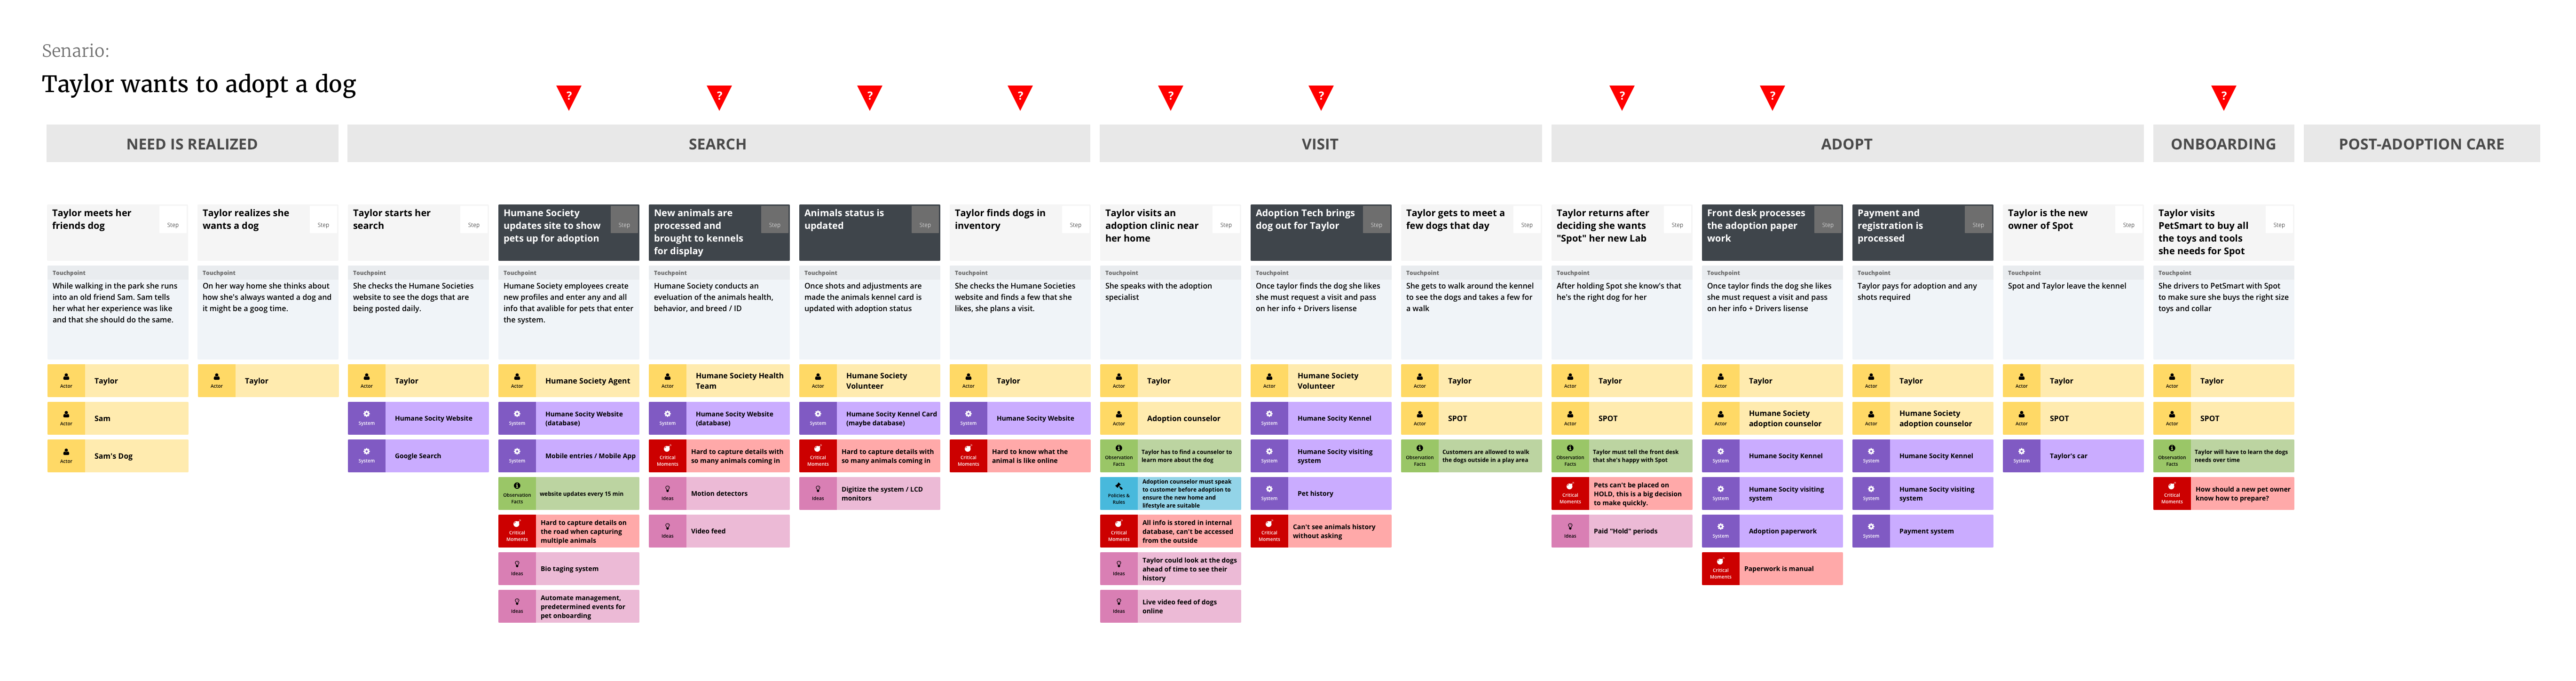 Senario:
Taylor wants to adopt a dog
?
?
?
?
?
?
?
?
?
NEED IS REALIZED
SEARCH
VISIT
ADOPT
ONBOARDING
POST-ADOPTION CARE
Taylor meets her
friends dog
Step
Touchpoint
While walking in the park she runs
into an old friend Sam. Sam tells
her what her experience was like
and that she should do the same.
Actor
Taylor
Actor
Sam
Actor
Sam's Dog
Taylor realizes she
wants a dog
Step
Touchpoint
On her way home she thinks about
how she's always wanted a dog and
it might be a goog time.
Actor
Taylor
Taylor starts her
search
Step
Touchpoint
She checks the Humane Societies
website to see the dogs that are
being posted daily.
Actor
Taylor
System
Humane Socity Website
System
Google Search
Humane Society
updates site to show
pets up for adoption
Step
Touchpoint
Humane Society employees create
new profiles and enter any and all
info that avalible for pets that enter
the system.
Actor
Humane Society Agent
System
Humane Socity Website
(database)
System
Mobile entries / Mobile App
Observation
Facts
website updates every 15 min
Critical
Moments
Hard to capture details on
the road when capturing
multiple animals
Ideas
Bio taging system
Ideas
Automate management,
predetermined events for
pet onboarding
New animals are
processed and
brought to kennels
for display
Step
Touchpoint
Humane Society conducts an
eveluation of the animals health,
behavior, and breed / ID
Actor
Humane Society Health
Team
System
Humane Socity Website
(database)
Critical
Moments
Hard to capture details with
so many animals coming in
Ideas
Motion detectors
Ideas
Video feed
Animals status is
updated
Step
Touchpoint
Once shots and adjustments are
made the animals kennel card is
updated with adoption status
Actor
Humane Society
Volunteer
System
Humane Socity Kennel Card
(maybe database)
Critical
Moments
Hard to capture details with
so many animals coming in
Ideas
Digitize the system / LCD
monitors
Taylor finds dogs in
inventory
Step
Touchpoint
She checks the Humane Societies
website and finds a few that she
likes, she plans a visit.
Actor
Taylor
System
Humane Socity Website
Critical
Moments
Hard to know what the
animal is like online
Taylor visits an
adoption clinic near
her home
Step
Touchpoint
She speaks with the adoption
specialist
Actor
Taylor
Actor
Adoption counselor
Observation
Facts
Taylor has to find a counselor to
learn more about the dog
Policies &
Rules
Adoption counselor must speak
to customer before adoption to
ensure the new home and
lifestyle are suitable
Critical
Moments
All info is stored in internal
database, can't be accessed
from the outside
Ideas
Taylor could look at the dogs
ahead of time to see their
history
Ideas
Live video feed of dogs
online
Adoption Tech brings
dog out for Taylor
Step
Touchpoint
Once taylor finds the dog she likes
she must request a visit and pass
on her info + Drivers lisense
Actor
Humane Society
Volunteer
System
Humane Socity Kennel
System
Humane Socity visiting
system
System
Pet history
Critical
Moments
Can't see animals history
without asking
Taylor gets to meet a
few dogs that day
Step
Touchpoint
She gets to walk around the kennel
to see the dogs and takes a few for
a walk
Actor
Taylor
Actor
SPOT
Observation
Facts
Customers are allowed to walk
the dogs outside in a play area
Taylor returns after
deciding she wants
"Spot" her new Lab
Step
Touchpoint
After holding Spot she know's that
he's the right dog for her
Actor
Taylor
Actor
SPOT
Observation
Facts
Taylor must tell the front desk
that she's happy with Spot
Critical
Moments
Pets can't be placed on
HOLD, this is a big decision
to make quickly.
Ideas
Paid "Hold" periods
Front desk processes
the adoption paper
work
Step
Touchpoint
Once taylor finds the dog she likes
she must request a visit and pass
on her info + Drivers lisense
Actor
Taylor
Actor
Humane Society
adoption counselor
System
Humane Socity Kennel
System
Humane Socity visiting
system
System
Adoption paperwork
Critical
Moments
Paperwork is manual
Payment and
registration is
processed
Step
Touchpoint
Taylor pays for adoption and any
shots required
Actor
Taylor
Actor
Humane Society
adoption counselor
System
Humane Socity Kennel
System
Humane Socity visiting
system
System
Payment system
Taylor is the new
owner of Spot
Step
Touchpoint
Spot and Taylor leave the kennel
Actor
Taylor
Actor
SPOT
System
Taylor's car
Taylor visits
PetSmart to buy all
the toys and tools
she needs for Spot
Step
Touchpoint
She drivers to PetSmart with Spot
to make sure she buys the right size
toys and collar
Actor
Taylor
Actor
SPOT
Observation
Facts
Taylor will have to learn the dogs
needs over time
Critical
Moments
How should a new pet owner
know how to prepare?